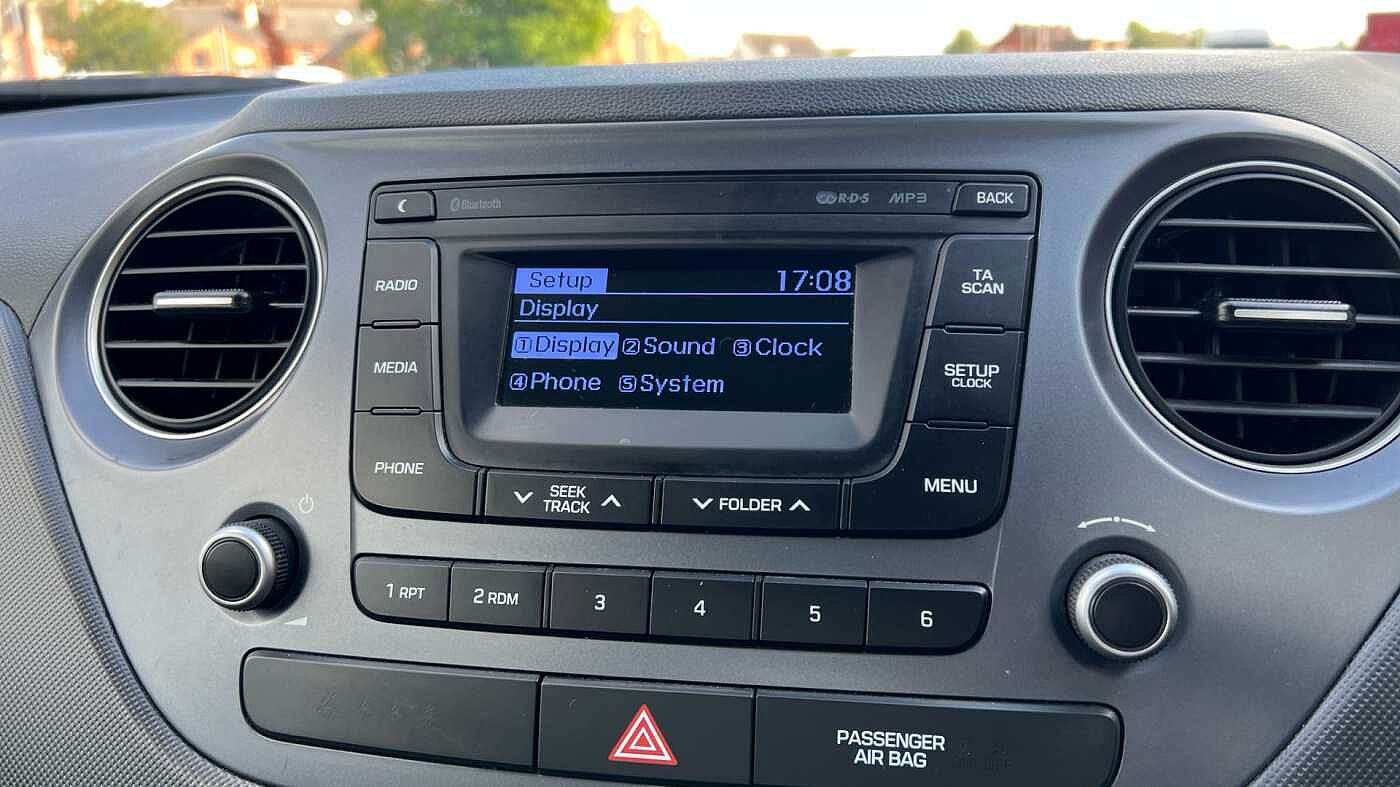 Bluetooth
R·D·S
MP3
BACK
RADIO
MEDIA
PHONE
Setup
17:08
Display
①Display ②Sound ③Clock
④Phone ⑤System
TA
SCAN
SETUP
CLOCK
MENU
SEEK
TRACK
FOLDER
1 RPT
2 RDM
3
4
5
6
PASSENGER
AIR BAG